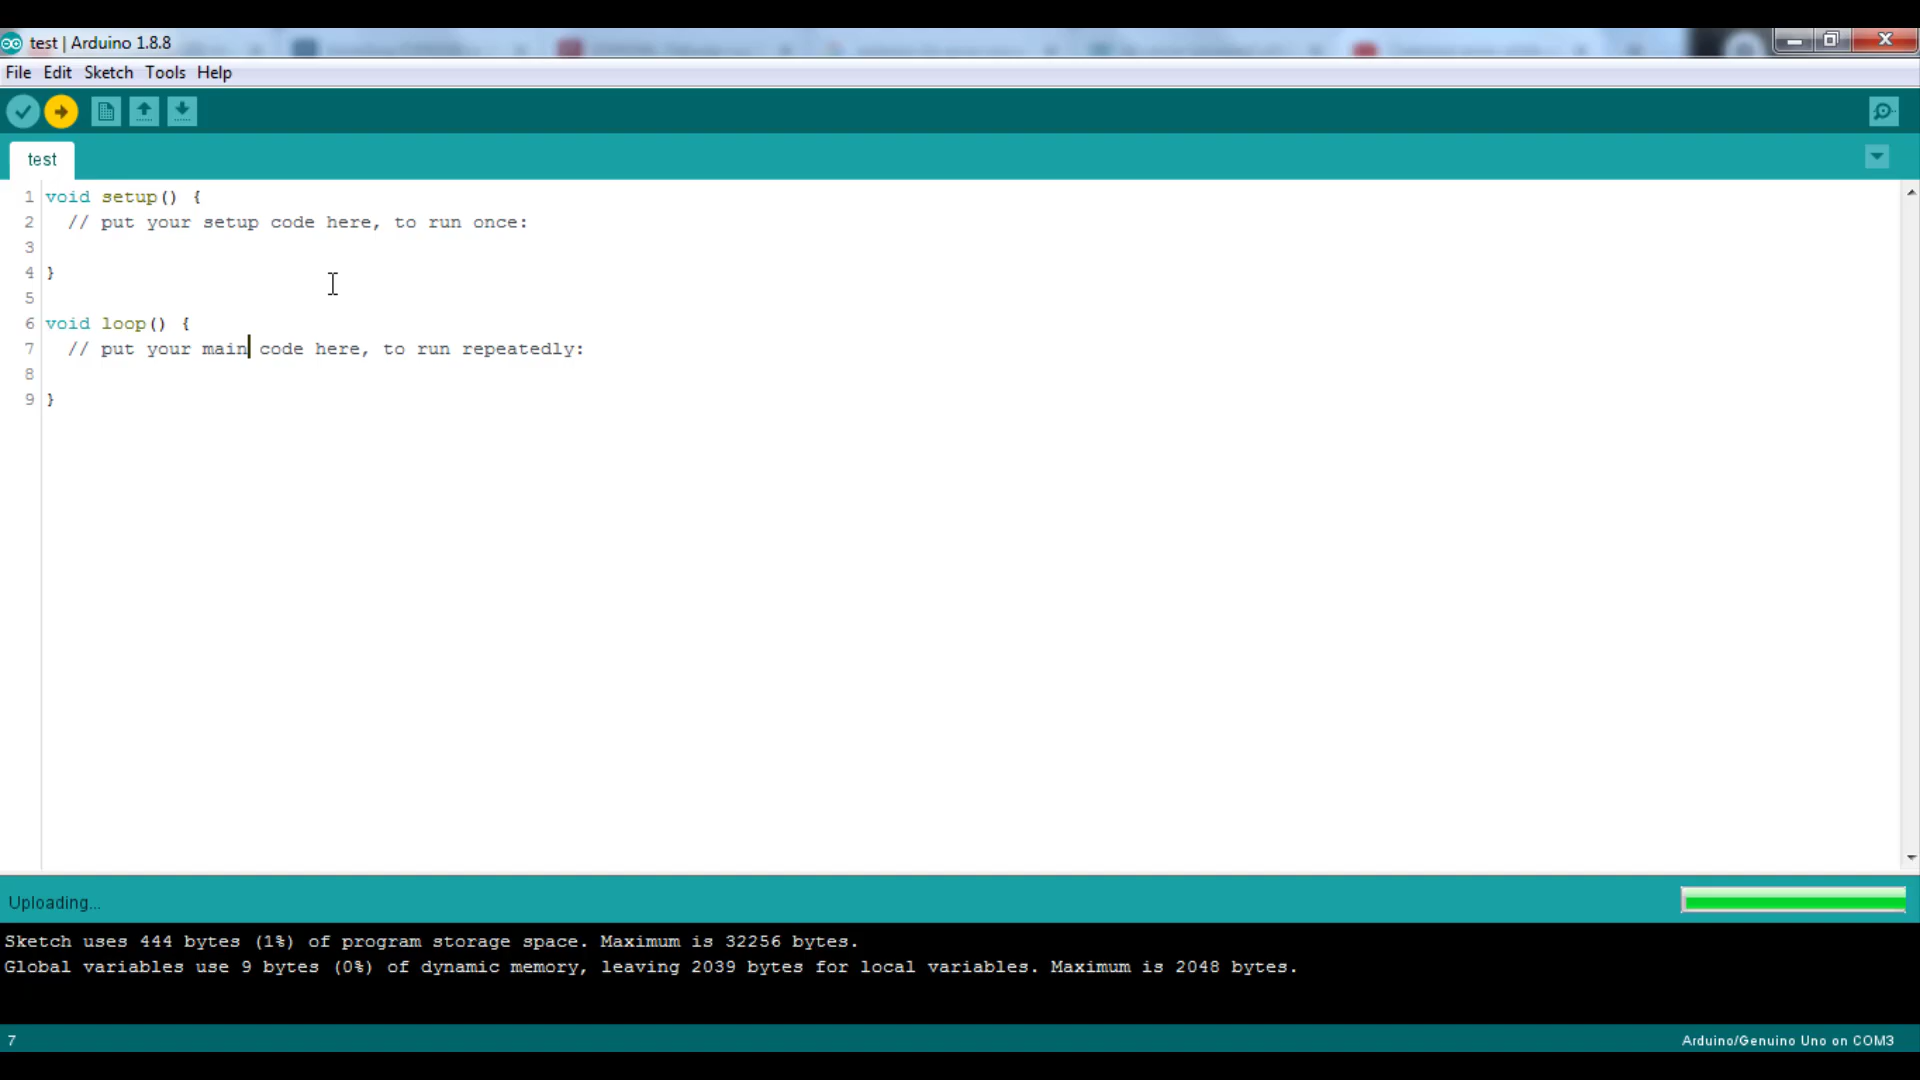 test | Arduino 1.8.8
File Edit Sketch Tools Help
test
1 void setup() {
2 // put your setup code here, to run once:
3
4 }
5
6 void loop() {
7 // put your main code here, to run repeatedly:
8
9 }
Uploading...
Sketch uses 444 bytes (1%) of program storage space. Maximum is 32256 bytes.
Global variables use 9 bytes (0%) of dynamic memory, leaving 2039 bytes for local variables. Maximum is 2048 bytes.
7 Arduino/Genuino Uno on COM3